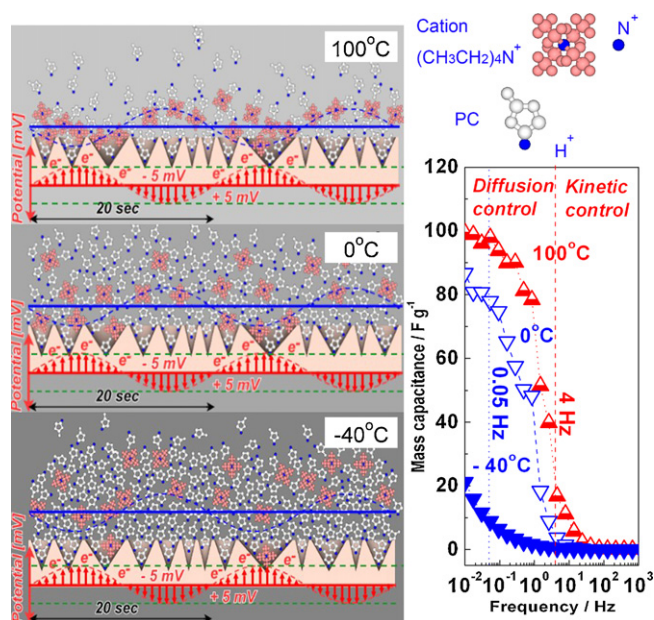 100°C
Potential [mV]
e⁻ e⁻ e⁻ e⁻
- 5 mV
+ 5 mV
20 sec
0°C
Potential [mV]
e⁻ e⁻ e⁻ e⁻
- 5 mV
+ 5 mV
20 sec
-40°C
Potential [mV]
e⁻ e⁻ e⁻ e⁻
- 5 mV
+ 5 mV
20 sec
Cation
(CH3CH2)4N⁺
N⁺
PC
H⁺
Diffusion control
Kinetic control
100°C
0°C
- 40°C
0.05 Hz
4 Hz
Mass capacitance / F g⁻¹
120
100
80
60
40
20
0
10⁻² 10⁻¹ 10⁰ 10¹ 10² 10³
Frequency / Hz